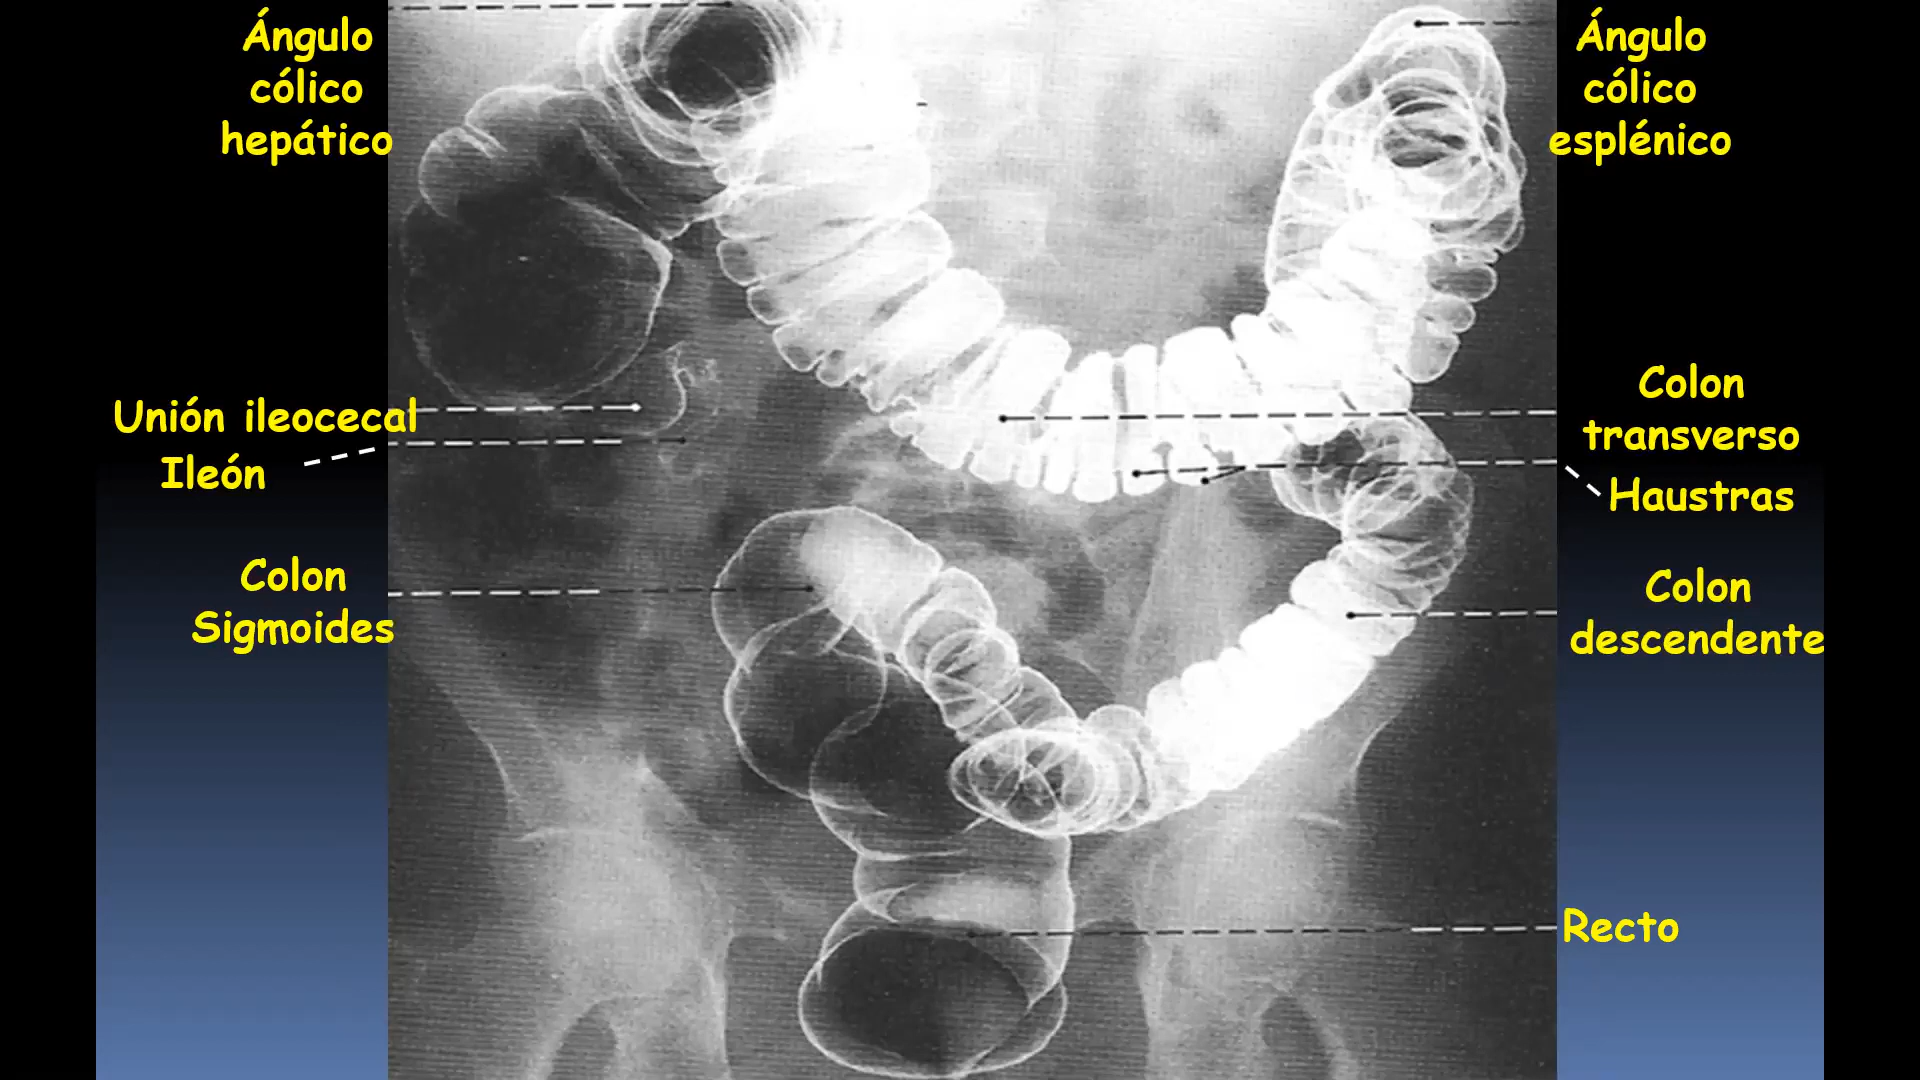 Ángulo
cólico
hepático
Unión ileocecal
Ileón
Colon
Sigmoides
Ángulo
cólico
esplénico
Colon
transverso
Haustras
Colon
descendente
Recto